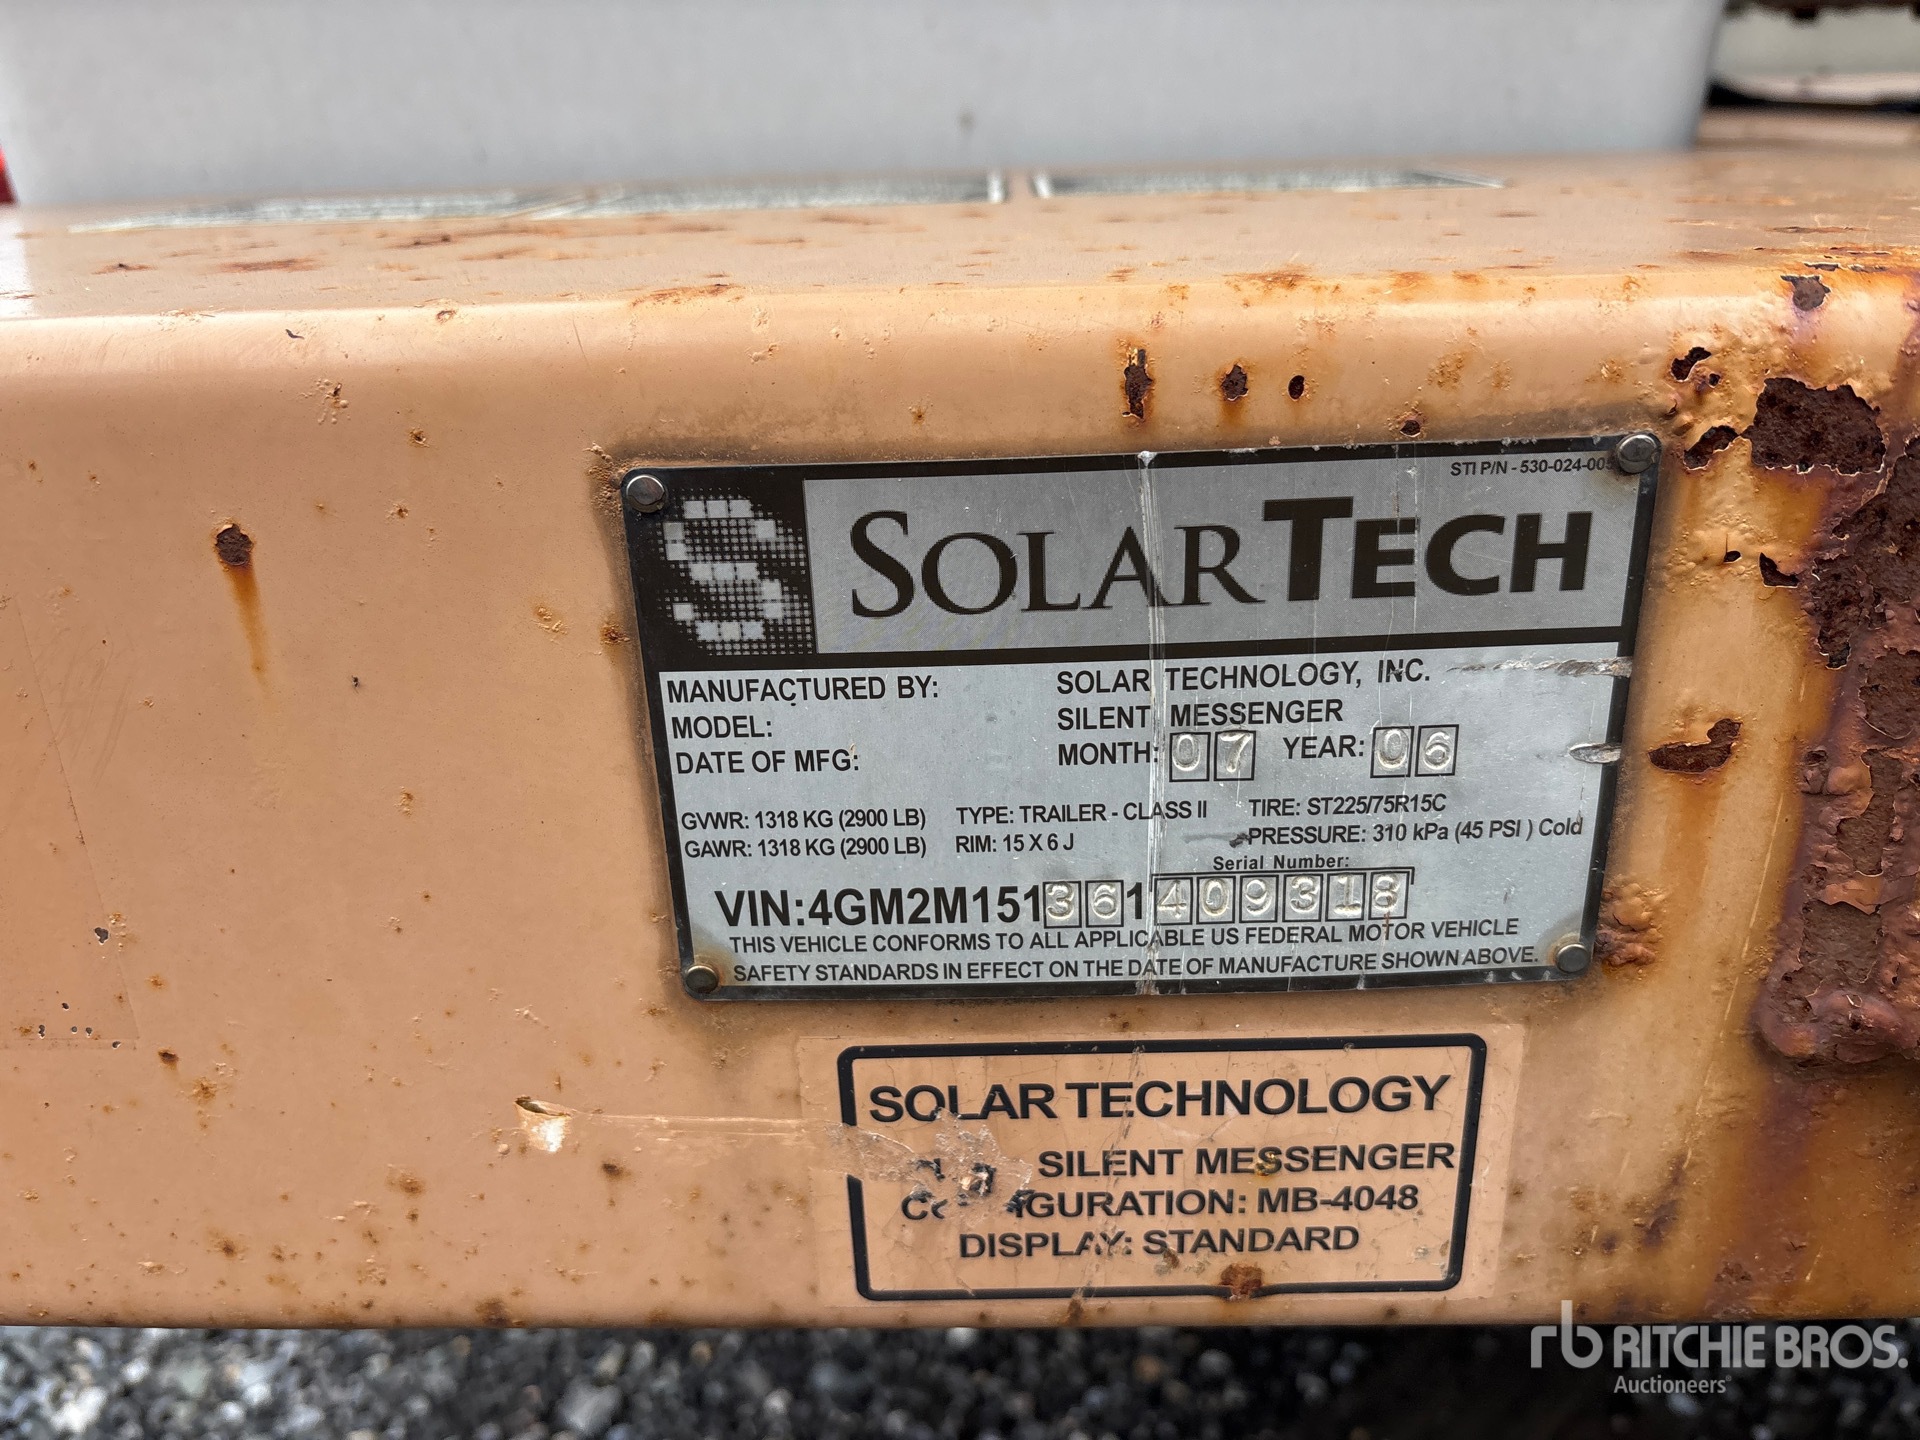 STI P/N - 530-024-005
SOLARTECH
MANUFACTURED BY: SOLAR TECHNOLOGY, INC.
MODEL: SILENT MESSENGER
DATE OF MFG: MONTH: 07 YEAR: 06
GVWR: 1318 KG (2900 LB) TYPE: TRAILER - CLASS II TIRE: ST225/75R15C
GAWR: 1318 KG (2900 LB) RIM: 15 X 6 J PRESSURE: 310 kPa (45 PSI ) Cold
Serial Number:
VIN:4GM2M151361409318
THIS VEHICLE CONFORMS TO ALL APPLICABLE US FEDERAL MOTOR VEHICLE
SAFETY STANDARDS IN EFFECT ON THE DATE OF MANUFACTURE SHOWN ABOVE.
SOLAR TECHNOLOGY
SILENT MESSENGER
CONFIGURATION: MB-4048
DISPLAY: STANDARD
rb RITCHIE BROS.
Auctioneers